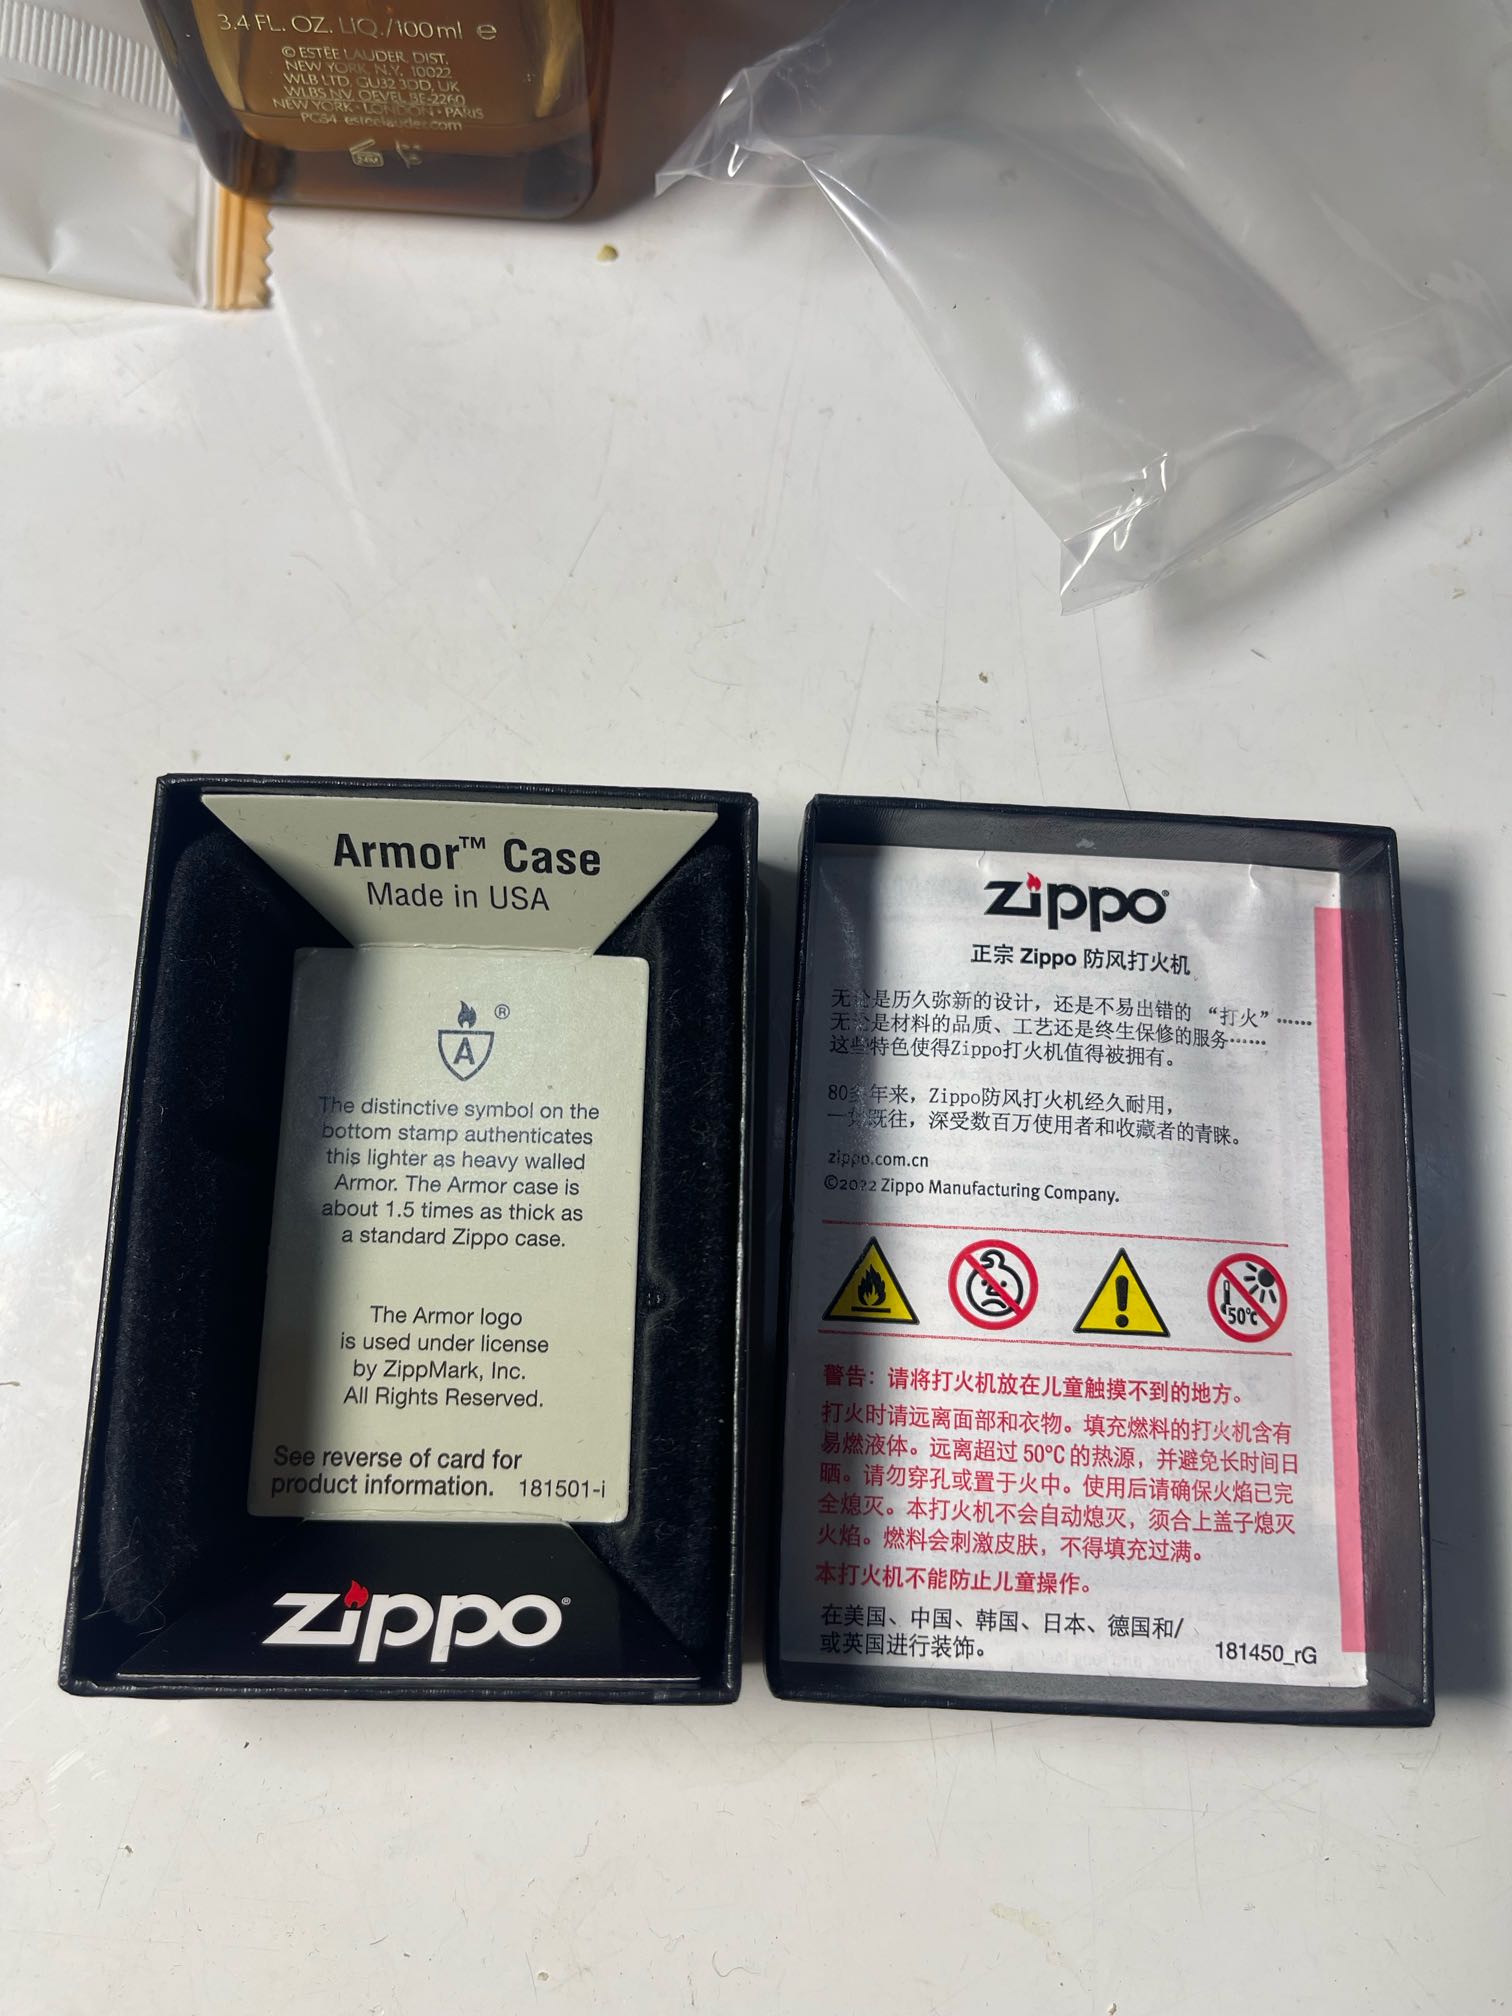 3.4 FL. OZ. LIQ./100ml e
© ESTĒE LAUDER, DIST.
NEW YORK, N.Y. 10022
WLB LTD, GU32 3DD, UK
WLBS NV, OEVEL BE-2260
NEW YORK · LONDON · PARIS
PC34 esteelauder.com
24M
Armor™ Case
Made in USA
A ®
The distinctive symbol on the
bottom stamp authenticates
this lighter as heavy walled
Armor. The Armor case is
about 1.5 times as thick as
a standard Zippo case.
The Armor logo
is used under license
by ZippMark, Inc.
All Rights Reserved.
See reverse of card for
product information. 181501-i
zippo®
zippo®
正宗 Zippo 防风打火机
无论是历久弥新的设计，还是不易出错的 “打火”……
无论是材料的品质、工艺还是终生保修的服务……
这些特色使得Zippo打火机值得被拥有。
80多年来，Zippo防风打火机经久耐用，
一如既往，深受数百万使用者和收藏者的青睐。
zippo.com.cn
©2022 Zippo Manufacturing Company.
50℃
警告：请将打火机放在儿童触摸不到的地方。
打火时请远离面部和衣物。填充燃料的打火机含有
易燃液体。远离超过 50℃ 的热源，并避免长时间日
晒。请勿穿孔或置于火中。使用后请确保火焰已完
全熄灭。本打火机不会自动熄灭，须合上盖子熄灭
火焰。燃料会刺激皮肤，不得填充过满。
本打火机不能防止儿童操作。
在美国、中国、韩国、日本、德国和/
或英国进行装饰。 181450_rG